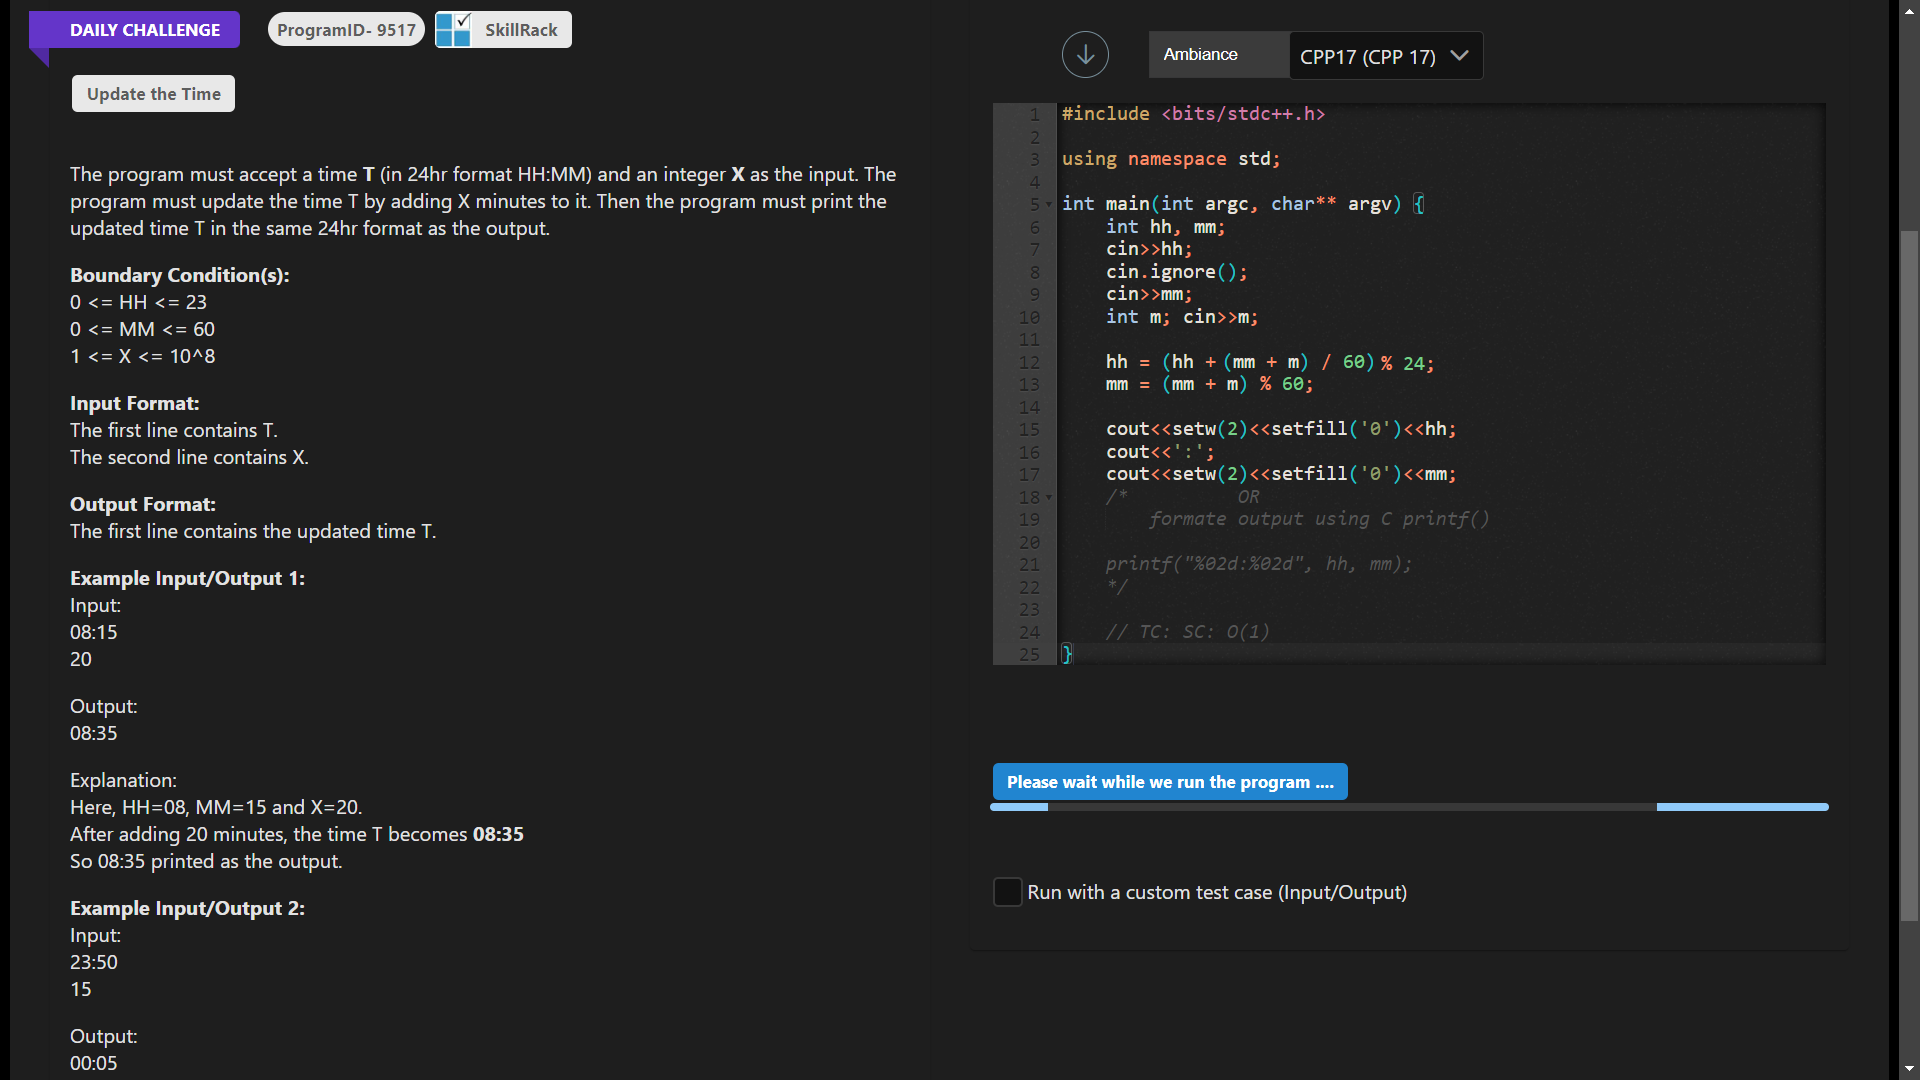 DAILY CHALLENGE
ProgramID- 9517
SkillRack
Update the Time
The program must accept a time T (in 24hr format HH:MM) and an integer X as the input. The
program must update the time T by adding X minutes to it. Then the program must print the
updated time T in the same 24hr format as the output.
Boundary Condition(s):
0 <= HH <= 23
0 <= MM <= 60
1 <= X <= 10^8
Input Format:
The first line contains T.
The second line contains X.
Output Format:
The first line contains the updated time T.
Example Input/Output 1:
Input:
08:15
20
Output:
08:35
Explanation:
Here, HH=08, MM=15 and X=20.
After adding 20 minutes, the time T becomes 08:35
So 08:35 printed as the output.
Example Input/Output 2:
Input:
23:50
15
Output:
00:05
Ambiance
CPP17 (CPP 17)
1 #include <bits/stdc++.h>
2
3 using namespace std;
4
5 int main(int argc, char** argv) {
6     int hh, mm;
7     cin>>hh;
8     cin.ignore();
9     cin>>mm;
10     int m; cin>>m;
11
12     hh = (hh + (mm + m) / 60) % 24;
13     mm = (mm + m) % 60;
14
15     cout<<setw(2)<<setfill('0')<<hh;
16     cout<<':';
17     cout<<setw(2)<<setfill('0')<<mm;
18     /*          OR
19         formate output using C printf()
20
21     printf("%02d:%02d", hh, mm);
22     */
23
24     // TC: SC: O(1)
25 }
Please wait while we run the program ....
Run with a custom test case (Input/Output)